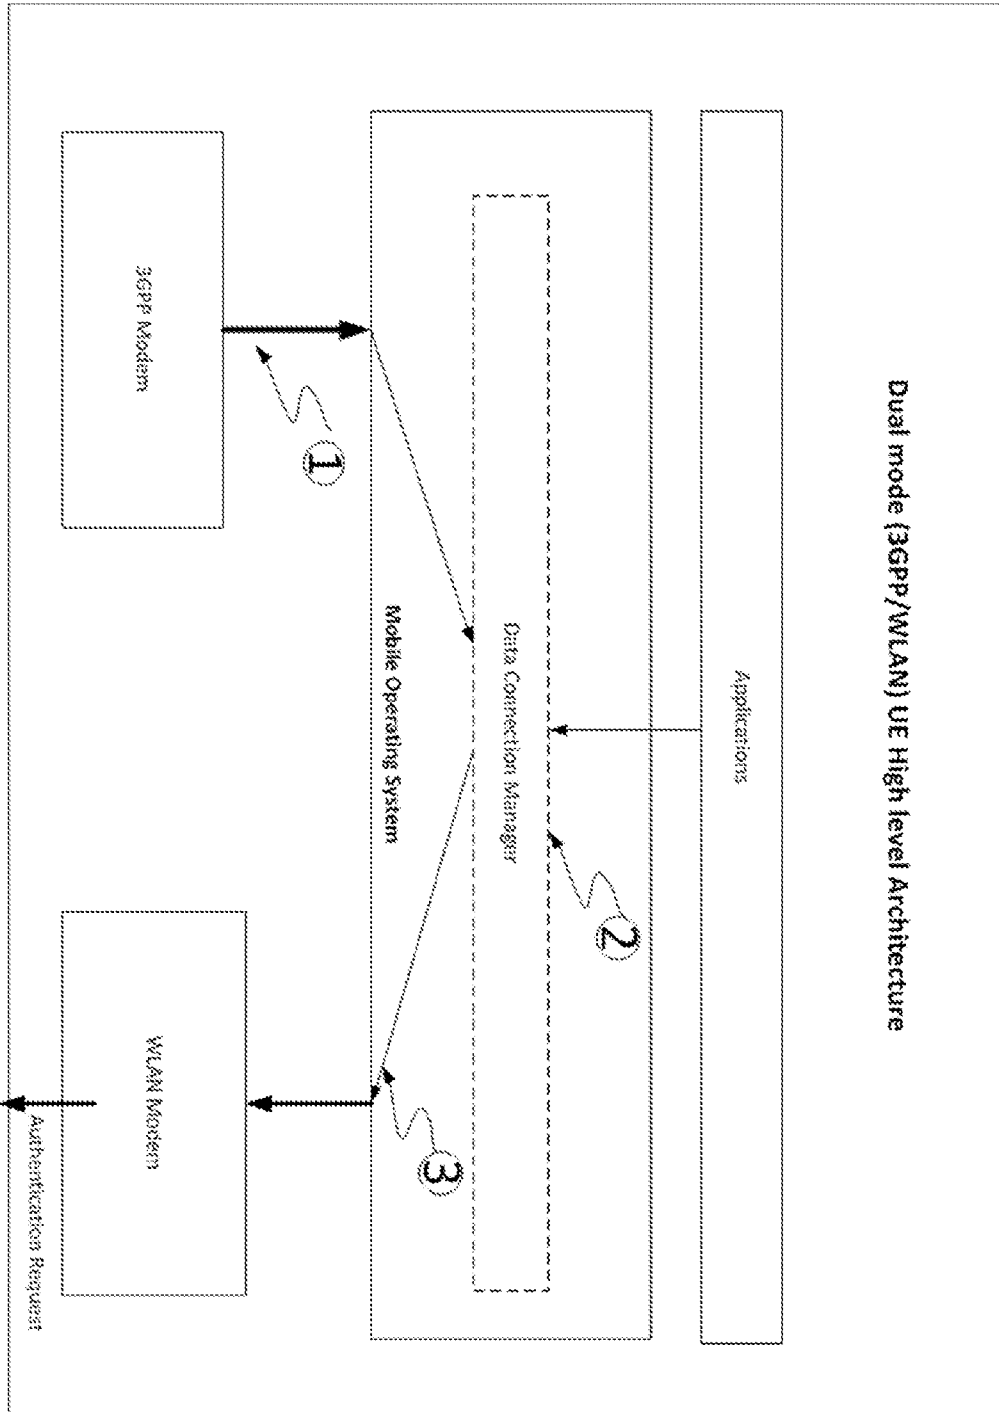 Dual mode (3GPP/WLAN) UE High level Architecture
Applications
2
Data Connection Manager
Mobile Operating System
3
1
3GPP Modem
WLAN Modem
Authentication Request